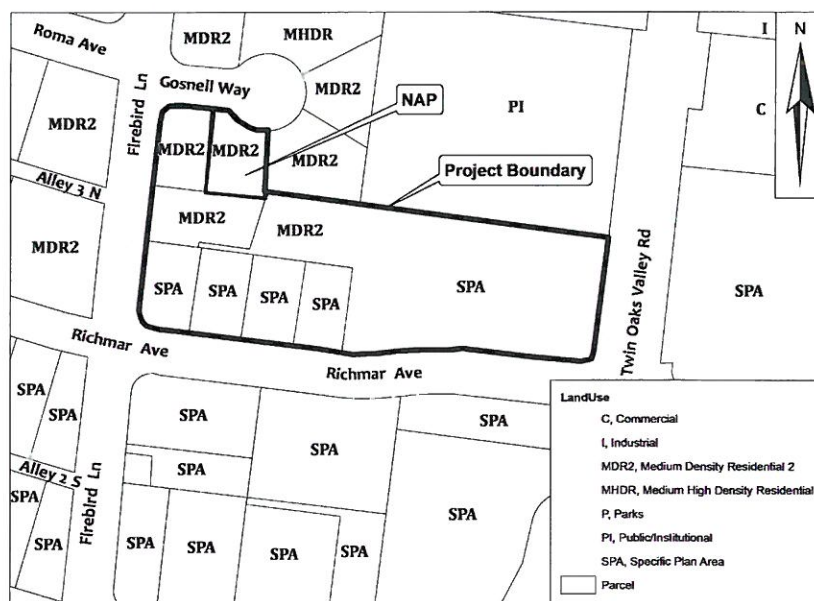 Roma Ave
MDR2
MHDR
I
N
Firebird Ln
Gosnell Way
MDR2
NAP
MDR2
PI
C
MDR2
MDR2
MDR2
Alley 3 N
Project Boundary
MDR2
MDR2
MDR2
Twin Oaks Valley Rd
SPA
SPA
SPA
SPA
SPA
SPA
Richmar Ave
Richmar Ave
SPA
SPA
SPA
SPA
SPA
SPA
Alley 2 S
Firebird Ln
SPA
SPA
SPA
SPA
SPA
SPA
SPA
SPA
LandUse
C, Commercial
I, Industrial
MDR2, Medium Density Residential 2
MHDR, Medium High Density Residential
P, Parks
PI, Public/Institutional
SPA, Specific Plan Area
Parcel